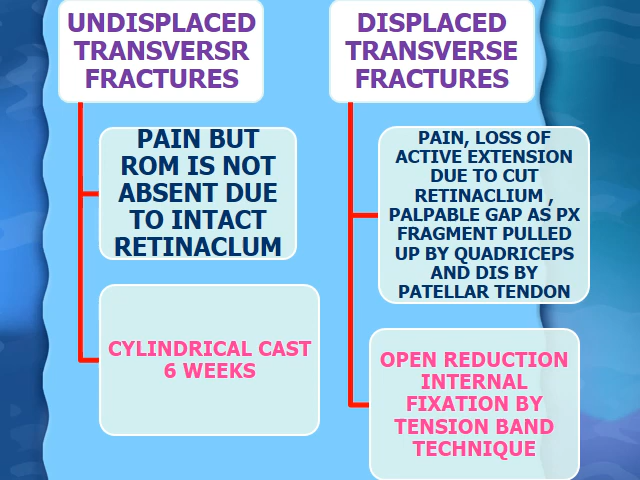 UNDISPLACED
TRANSVERSR
FRACTURES
PAIN BUT
ROM IS NOT
ABSENT DUE
TO INTACT
RETINACLUM
CYLINDRICAL CAST
6 WEEKS
DISPLACED
TRANSVERSE
FRACTURES
PAIN, LOSS OF
ACTIVE EXTENSION
DUE TO CUT
RETINACLIUM ,
PALPABLE GAP AS PX
FRAGMENT PULLED
UP BY QUADRICEPS
AND DIS BY
PATELLAR TENDON
OPEN REDUCTION
INTERNAL
FIXATION BY
TENSION BAND
TECHNIQUE